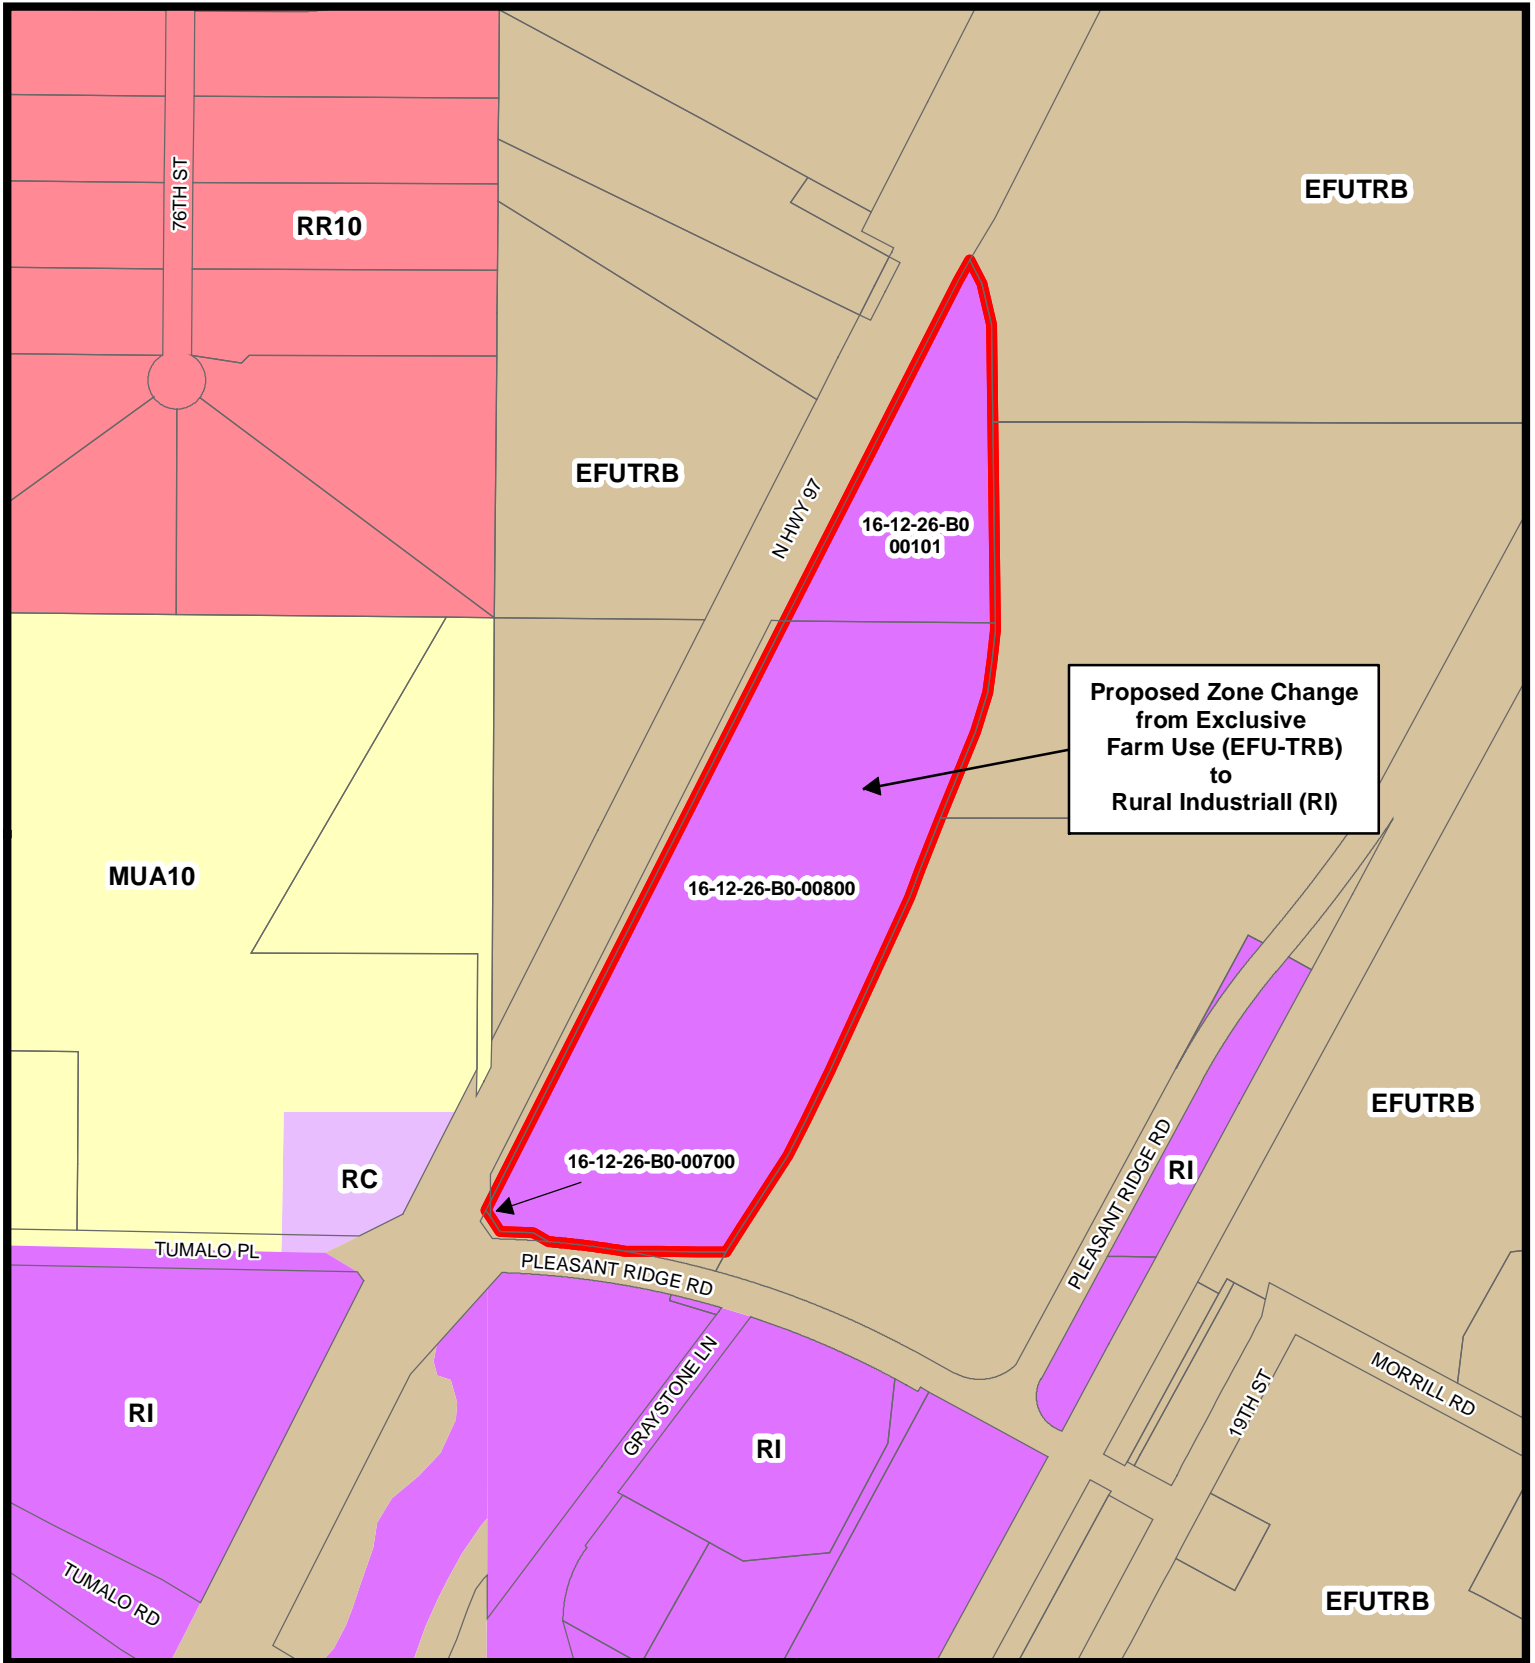 EFUTRB
76TH ST
RR10
EFUTRB
N HWY 97
16-12-26-B0
00101
Proposed Zone Change
from Exclusive
Farm Use (EFU-TRB)
to
Rural Industriall (RI)
MUA10
16-12-26-B0-00800
EFUTRB
16-12-26-B0-00700
RC
RI
PLEASANT RIDGE RD
TUMALO PL
PLEASANT RIDGE RD
GRAYSTONE LN
MORRILL RD
19TH ST
RI
RI
TUMALO RD
EFUTRB